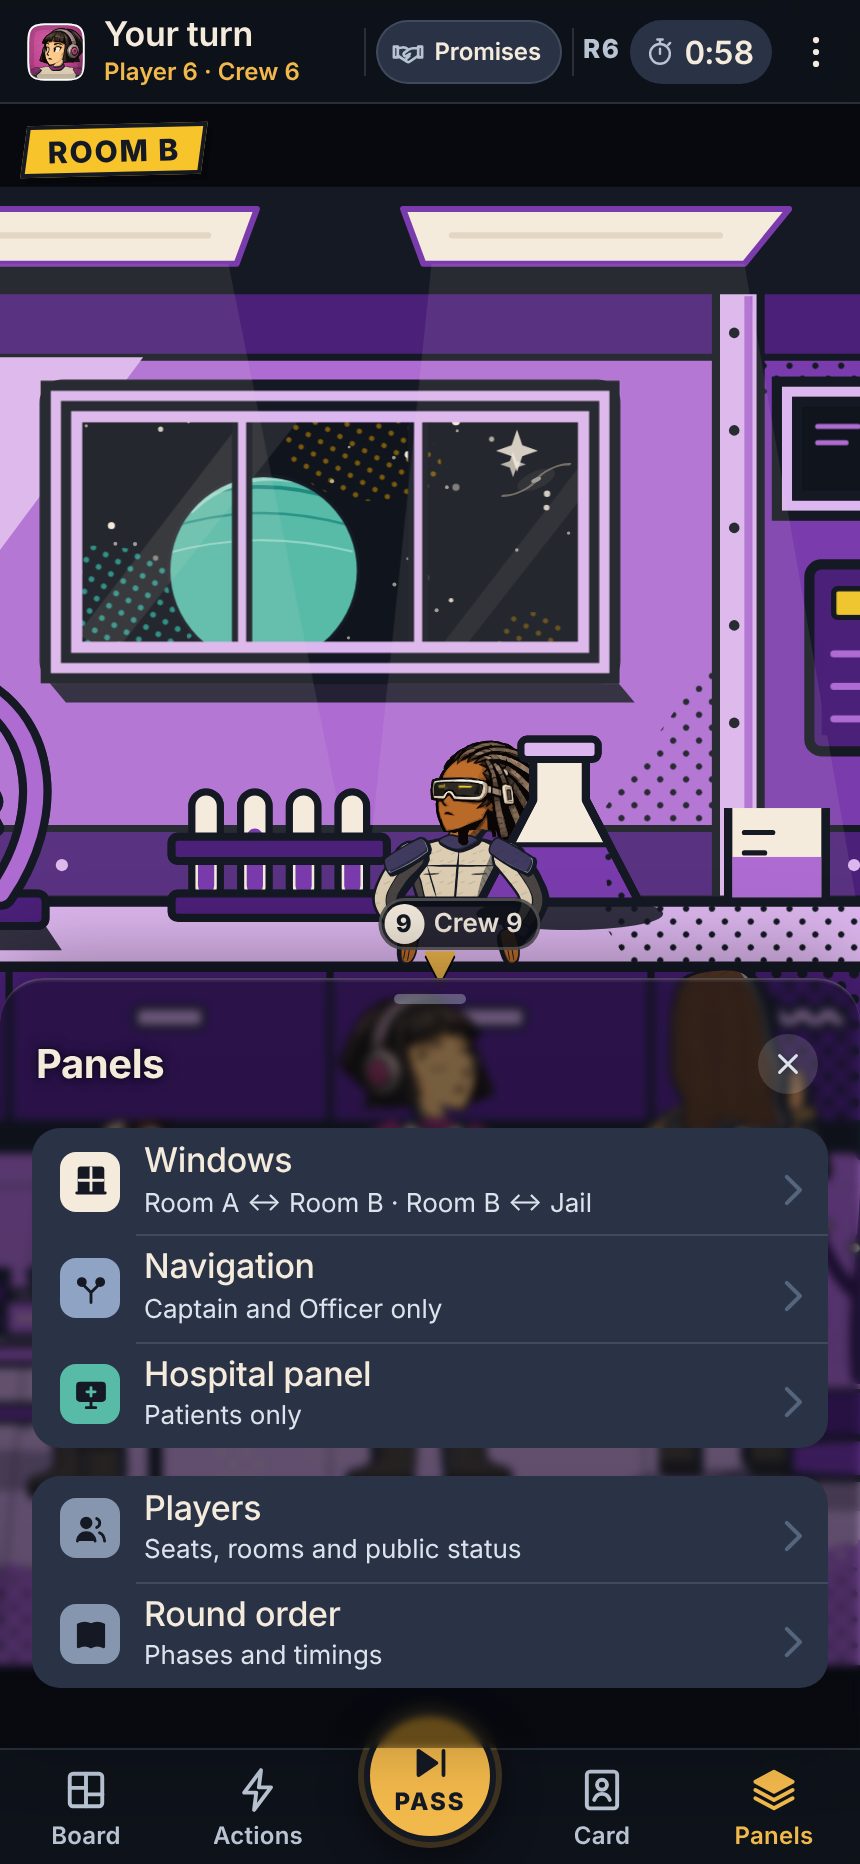 Your turn
Player 6 · Crew 6
Promises
R6
0:58
ROOM B
9 Crew 9
Panels
Windows
Room A ↔ Room B · Room B ↔ Jail
Navigation
Captain and Officer only
Hospital panel
Patients only
Players
Seats, rooms and public status
Round order
Phases and timings
PASS
Board
Actions
Card
Panels